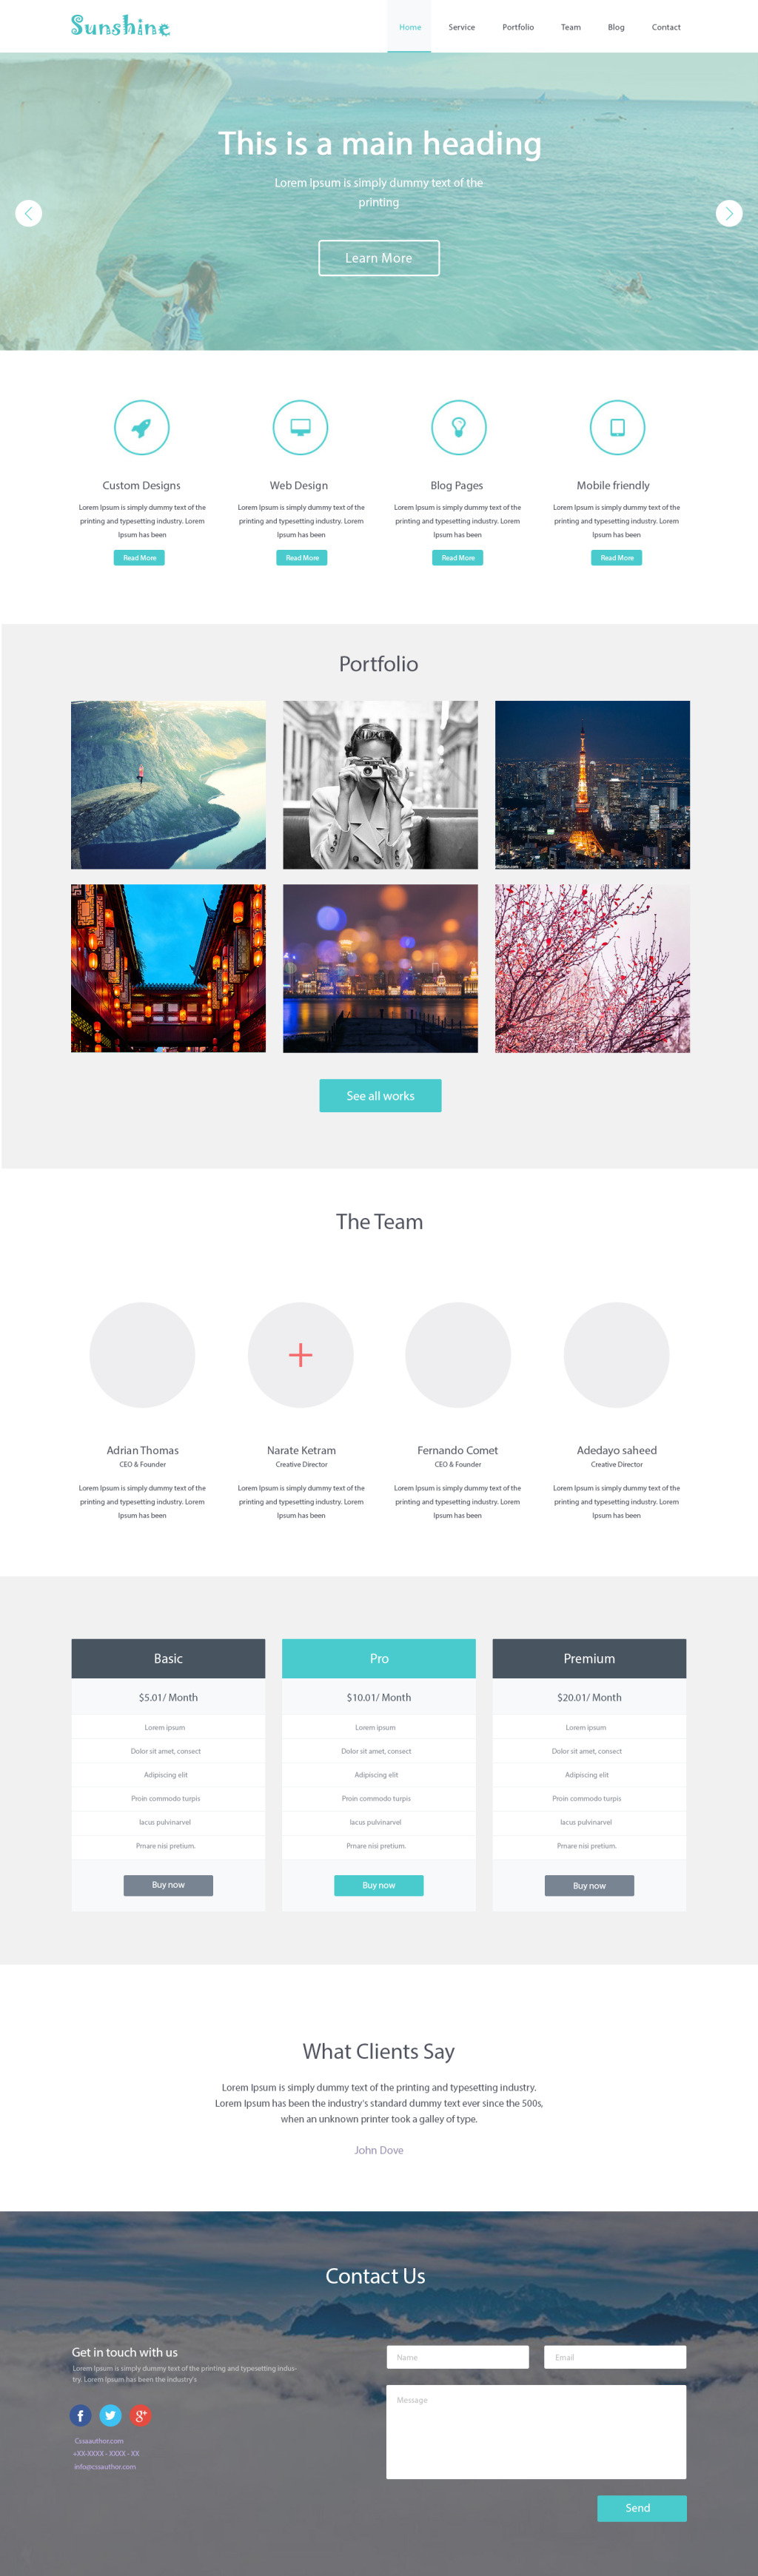 Sunshine
Home
Service
Portfolio
Team
Blog
Contact
This is a main heading
Lorem Ipsum is simply dummy text of the
printing
Learn More
Custom Designs
Lorem Ipsum is simply dummy text of the
printing and typesetting industry. Lorem
Ipsum has been
Read More
Web Design
Lorem Ipsum is simply dummy text of the
printing and typesetting industry. Lorem
Ipsum has been
Read More
Blog Pages
Lorem Ipsum is simply dummy text of the
printing and typesetting industry. Lorem
Ipsum has been
Read More
Mobile friendly
Lorem Ipsum is simply dummy text of the
printing and typesetting industry. Lorem
Ipsum has been
Read More
Portfolio
See all works
The Team
Adrian Thomas
CEO & Founder
Lorem Ipsum is simply dummy text of the
printing and typesetting industry. Lorem
Ipsum has been
Narate Ketram
Creative Director
Lorem Ipsum is simply dummy text of the
printing and typesetting industry. Lorem
Ipsum has been
Fernando Comet
CEO & Founder
Lorem Ipsum is simply dummy text of the
printing and typesetting industry. Lorem
Ipsum has been
Adedayo saheed
Creative Director
Lorem Ipsum is simply dummy text of the
printing and typesetting industry. Lorem
Ipsum has been
Basic
$5.01/ Month
Lorem ipsum
Dolor sit amet, consect
Adipiscing elit
Proin commodo turpis
lacus pulvinarvel
Prnare nisi pretium.
Buy now
Pro
$10.01/ Month
Lorem ipsum
Dolor sit amet, consect
Adipiscing elit
Proin commodo turpis
lacus pulvinarvel
Prnare nisi pretium.
Buy now
Premium
$20.01/ Month
Lorem ipsum
Dolor sit amet, consect
Adipiscing elit
Proin commodo turpis
lacus pulvinarvel
Prnare nisi pretium.
Buy now
What Clients Say
Lorem Ipsum is simply dummy text of the printing and typesetting industry.
Lorem Ipsum has been the industry's standard dummy text ever since the 500s,
when an unknown printer took a galley of type.
John Dove
Contact Us
Get in touch with us
Lorem Ipsum is simply dummy text of the printing and typesetting indus-
try. Lorem Ipsum has been the industry's
f
g+
Cssaauthor.com
+XX-XXXX - XXXX - XX
info@cssauthor.com
Name
Email
Message
Send